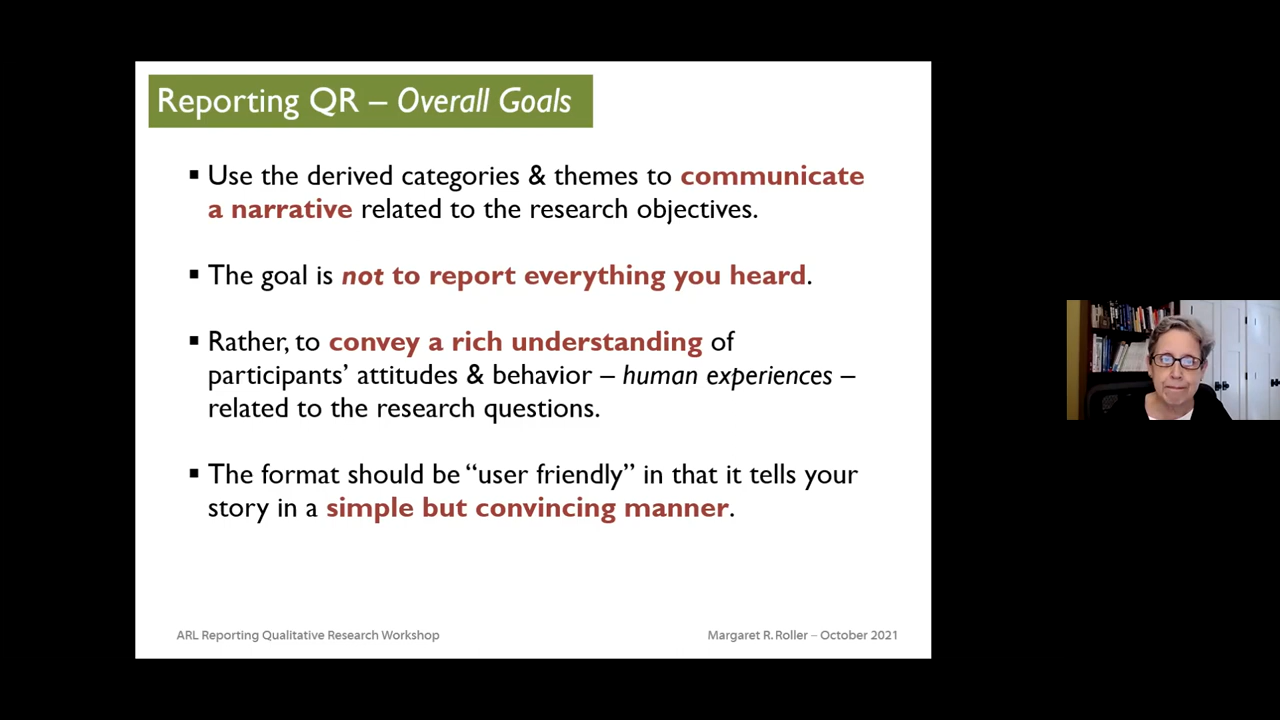 Reporting QR – Overall Goals
▪ Use the derived categories & themes to communicate
a narrative related to the research objectives.
▪ The goal is not to report everything you heard.
▪ Rather, to convey a rich understanding of
participants’ attitudes & behavior – human experiences –
related to the research questions.
▪ The format should be “user friendly” in that it tells your
story in a simple but convincing manner.
ARL Reporting Qualitative Research Workshop
Margaret R. Roller – October 2021